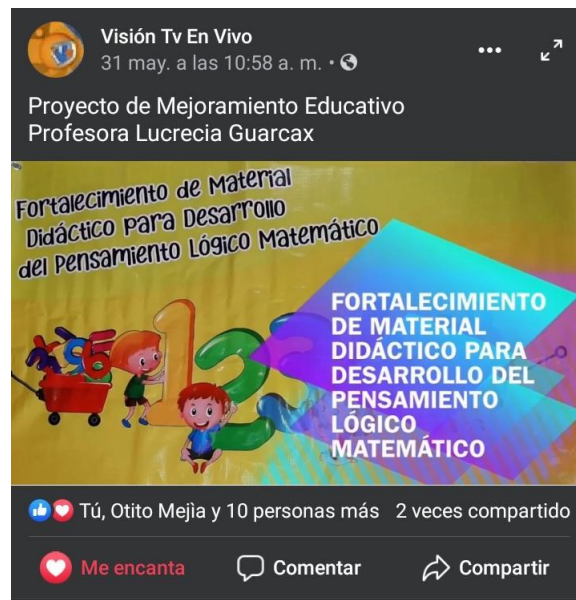 Visión Tv En Vivo
31 may. a las 10:58 a. m. •
Proyecto de Mejoramiento Educativo
Profesora Lucrecia Guarcax
Fortalecimiento de Material
Didáctico para Desarrollo
del Pensamiento Lógico Matemático
123
FORTALECIMIENTO
DE MATERIAL
DIDÁCTICO PARA
DESARROLLO DEL
PENSAMIENTO
LÓGICO
MATEMÁTICO
Tú, Otito Mejìa y 10 personas más 2 veces compartido
Me encanta Comentar Compartir